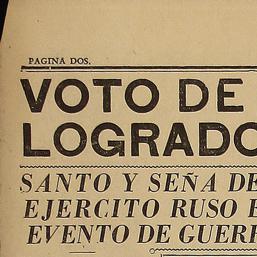 PAGINA DOS.
VOTO DE
LOGRADO
SANTO Y SEÑA DE
EJERCITO RUSO E
EVENTO DE GUERR